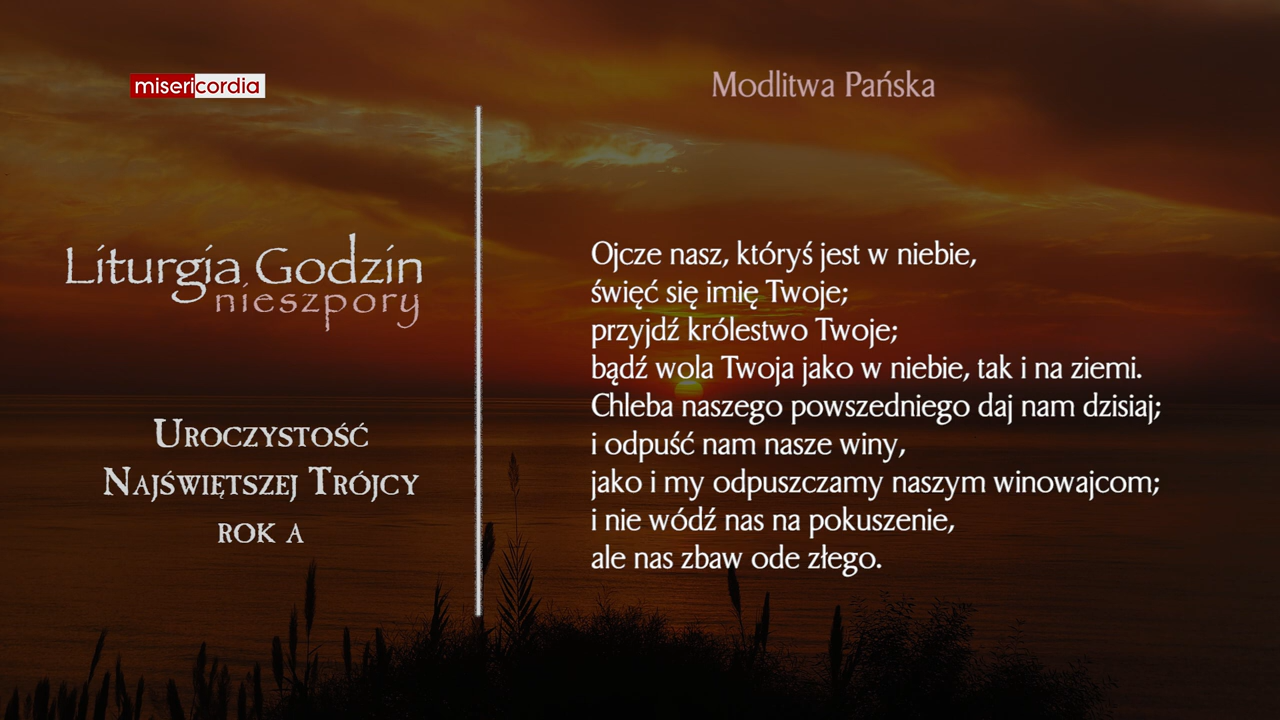 misericordia
Liturgia Godzin
nieszpory
Uroczystość
Najświętszej Trójcy
rok A
Modlitwa Pańska
Ojcze nasz, któryś jest w niebie,
święć się imię Twoje;
przyjdź królestwo Twoje;
bądź wola Twoja jako w niebie, tak i na ziemi.
Chleba naszego powszedniego daj nam dzisiaj;
i odpuść nam nasze winy,
jako i my odpuszczamy naszym winowajcom;
i nie wódź nas na pokuszenie,
ale nas zbaw ode złego.